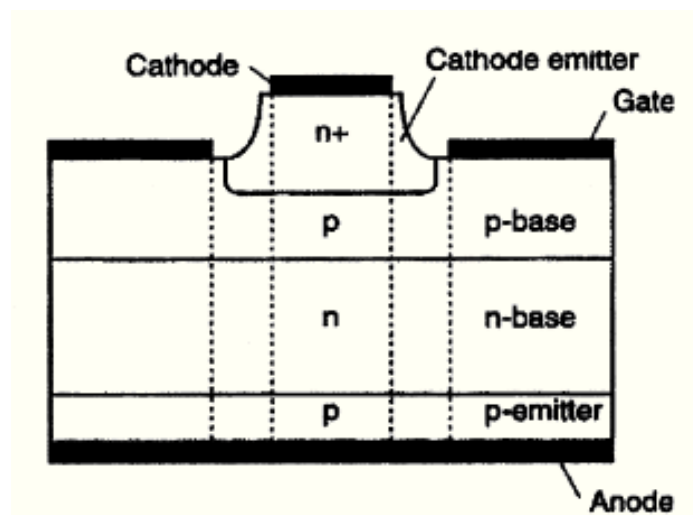 Cathode
Cathode emitter
Gate
n+
p
p-base
n
n-base
p
p-emitter
Anode